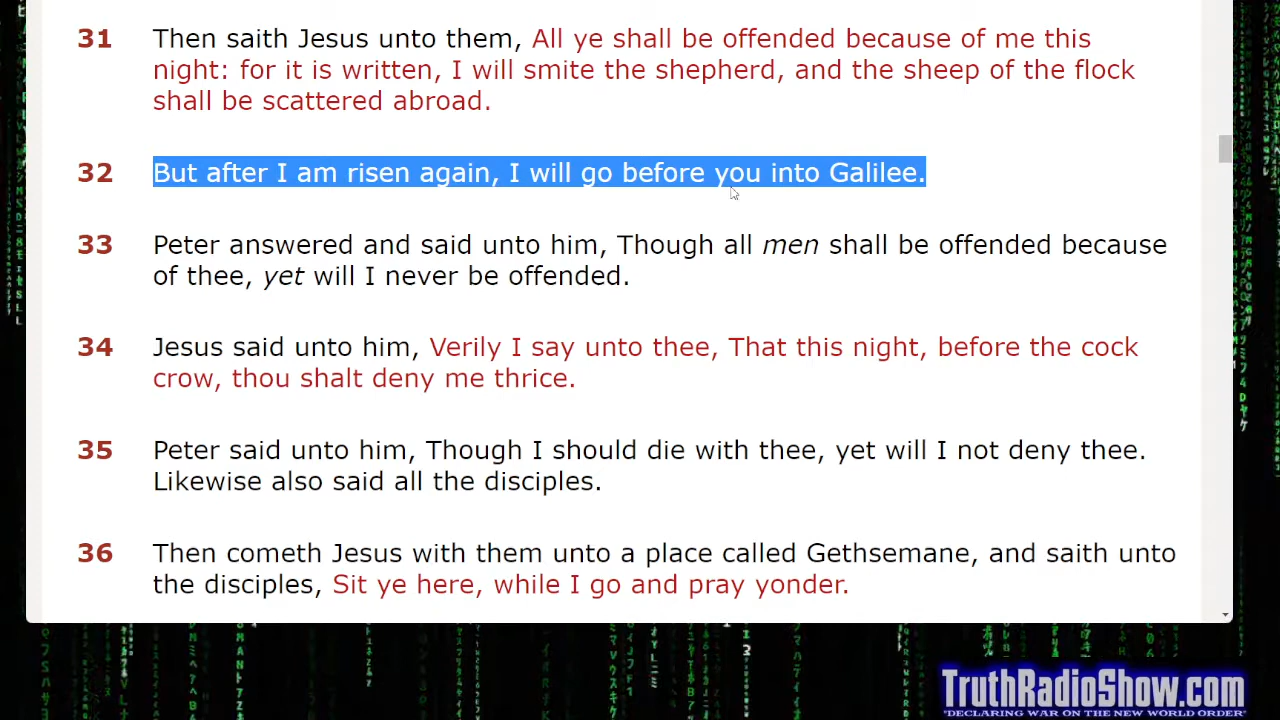 31 Then saith Jesus unto them, All ye shall be offended because of me this
night: for it is written, I will smite the shepherd, and the sheep of the flock
shall be scattered abroad.
32 But after I am risen again, I will go before you into Galilee.
33 Peter answered and said unto him, Though all men shall be offended because
of thee, yet will I never be offended.
34 Jesus said unto him, Verily I say unto thee, That this night, before the cock
crow, thou shalt deny me thrice.
35 Peter said unto him, Though I should die with thee, yet will I not deny thee.
Likewise also said all the disciples.
36 Then cometh Jesus with them unto a place called Gethsemane, and saith unto
the disciples, Sit ye here, while I go and pray yonder.
TruthRadioShow.com
"DECLARING WAR ON THE NEW WORLD ORDER"